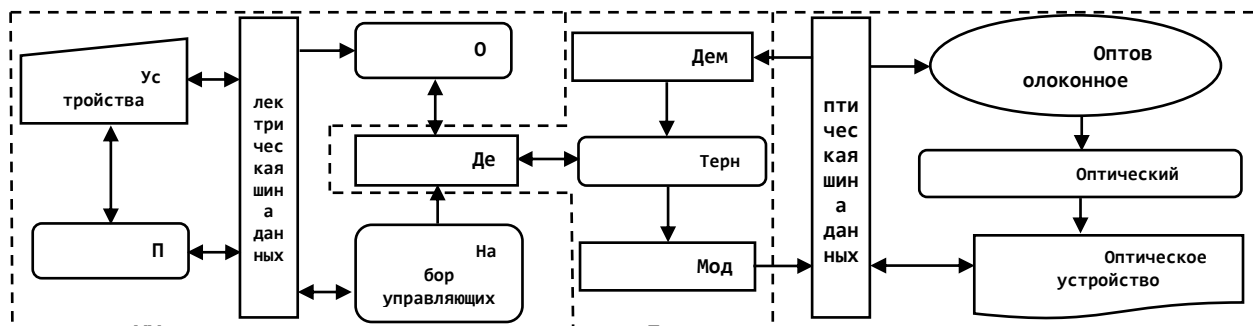 Ус
тройства
П
лек
три
чес
кая
шин
а
дан
ных
О
Де
На
бор
управляющих
Дем
Терн
Мод
пти
чес
кая
шин
а
дан
ных
Оптов
олоконное
Оптический
Оптическое
устройство